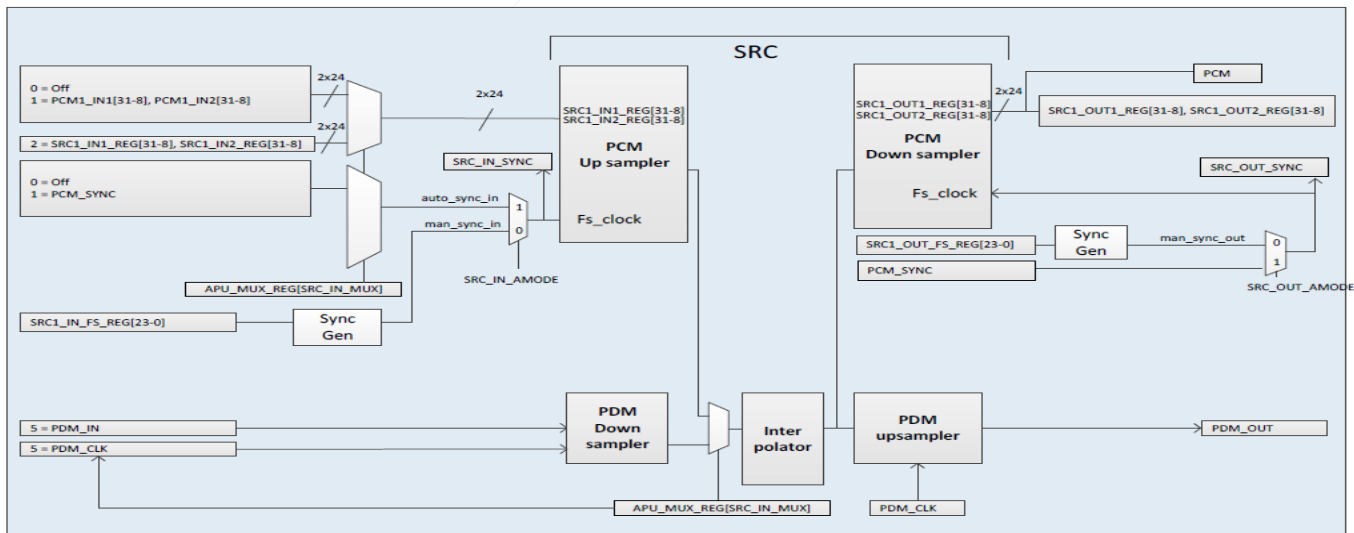 SRC
0 = Off
1 = PCM1_IN1[31-8], PCM1_IN2[31-8]
2x24
2x24
2 = SRC1_IN1_REG[31-8], SRC1_IN2_REG[31-8]
0 = Off
1 = PCM_SYNC
2x24
SRC1_IN1_REG[31-8]
SRC1_IN2_REG[31-8]
PCM
Up sampler
Fs_clock
SRC_IN_SYNC
auto_sync_in
man_sync_in
1
0
SRC_IN_AMODE
APU_MUX_REG[SRC_IN_MUX]
SRC1_IN_FS_REG[23-0]
Sync
Gen
SRC1_OUT1_REG[31-8]
SRC1_OUT2_REG[31-8]
PCM
Down sampler
Fs_clock
2x24
PCM
SRC1_OUT1_REG[31-8], SRC1_OUT2_REG[31-8]
SRC_OUT_SYNC
SRC1_OUT_FS_REG[23-0]
Sync
Gen
man_sync_out
0
1
PCM_SYNC
SRC_OUT_AMODE
5 = PDM_IN
5 = PDM_CLK
PDM
Down
sampler
Inter
polator
PDM
upsampler
PDM_OUT
APU_MUX_REG[SRC_IN_MUX]
PDM_CLK